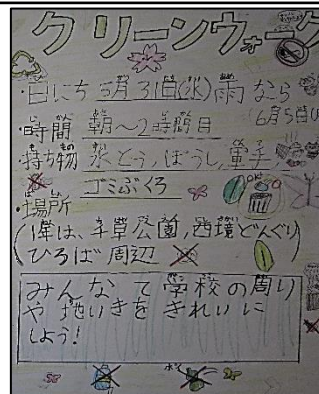 クリーンウォーク
・日にち 5月31日(水)雨なら
6月5日(
・時間 朝〜2時間目
・持ち物 水とう、ぼうし、軍手、
ゴミぶくろ
・場所
(1年は、半草公園、西境どんぐり
ひろば 周辺
みんなで学校の周り
や地いきをきれいに
しよう!